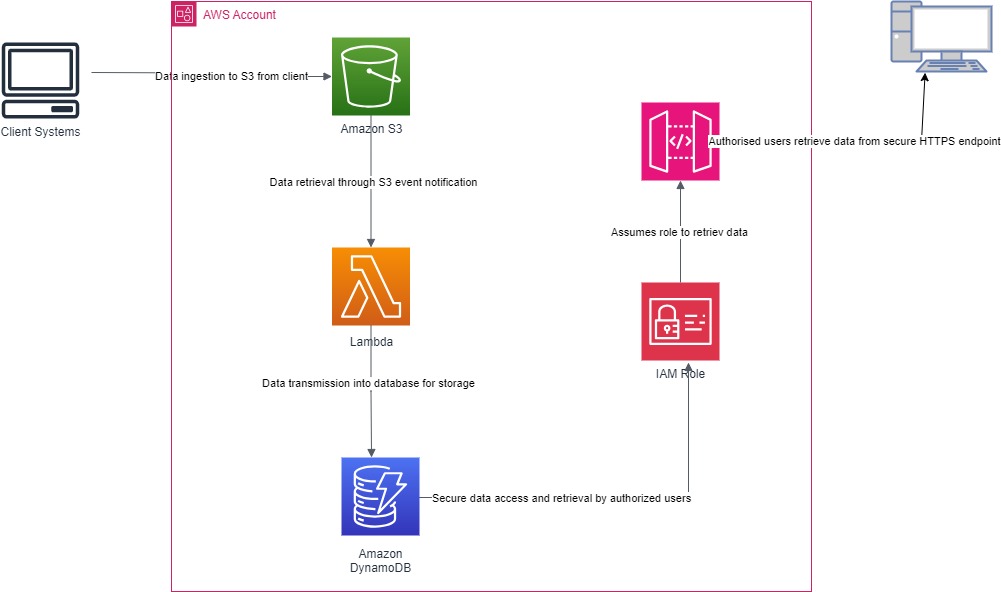 AWS Account
Data ingestion to S3 from client
Client Systems
Amazon S3
Authorised users retrieve data from secure HTTPS endpoint
Data retrieval through S3 event notification
Assumes role to retriev data
Lambda
IAM Role
Data transmission into database for storage
Secure data access and retrieval by authorized users
Amazon
DynamoDB